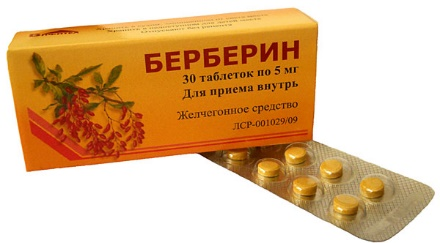 БЕРБЕРИН
30 таблеток по 5 мг
Для приема внутрь
Желчегонное средство
ЛСР-001029/09